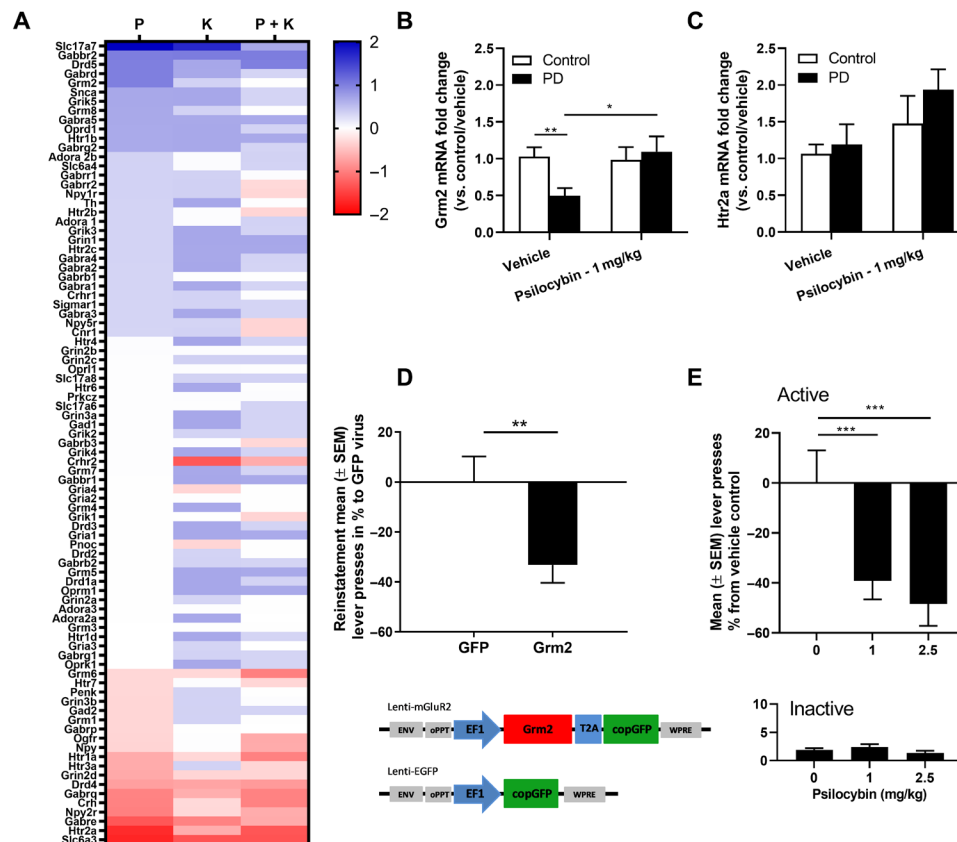 A
P K P + K
Slc17a7
Gabbr2
Drd5
Gabrd
Grm2
Snca
Grik5
Grm8
Gabra5
Oprd1
Htr1b
Gabrg2
Adora 2b
Slc6a4
Gabrr1
Gabrr2
Npy1r
Th
Htr2b
Adora 1
Grik3
Grin1
Htr2c
Gabra4
Gabra2
Gabrb1
Gabra1
Crhr1
Sigmar1
Gabra3
Npy5r
Cnr1
Htr4
Grin2b
Grin2c
Oprl1
Slc17a8
Htr6
Prkcz
Slc17a6
Grin3a
Gad1
Grik2
Gabrb3
Grik4
Crhr2
Grm7
Gabbr1
Gria4
Gria2
Grm4
Grik1
Drd3
Gria1
Pnoc
Drd2
Gabrb2
Grm5
Drd1a
Oprm1
Grin2a
Adora3
Adora2a
Grm3
Htr1d
Gria3
Gabrg1
Oprk1
Grm6
Htr7
Penk
Grin3b
Gad2
Grm1
Gabrp
Ogfr
Npy
Htr1a
Htr3a
Grin2d
Drd4
Gabrq
Crh
Npy2r
Gabre
Htr2a
Slc6a3
2
1
0
−1
−2
B
Grm2 mRNA fold change
(vs. control/vehicle)
2.5
2.0
1.5
1.0
0.5
0.0
Control
PD
**
*
Vehicle
Psilocybin - 1 mg/kg
C
Htr2a mRNA fold change
(vs. control/vehicle)
2.5
2.0
1.5
1.0
0.5
0.0
Control
PD
Vehicle
Psilocybin - 1 mg/kg
D
Reinstatement mean (± SEM)
lever presses in % to GFP virus
20
0
−20
−40
−60
**
GFP Grm2
Lenti-mGluR2
ENV oPPT EF1 Grm2 T2A copGFP WPRE
Lenti-EGFP
ENV oPPT EF1 copGFP WPRE
E
Active
Mean (± SEM) lever presses
% from vehicle control
20
0
−20
−40
−60
***
***
0 1 2.5
Inactive
10
5
0
0 1 2.5
Psilocybin (mg/kg)